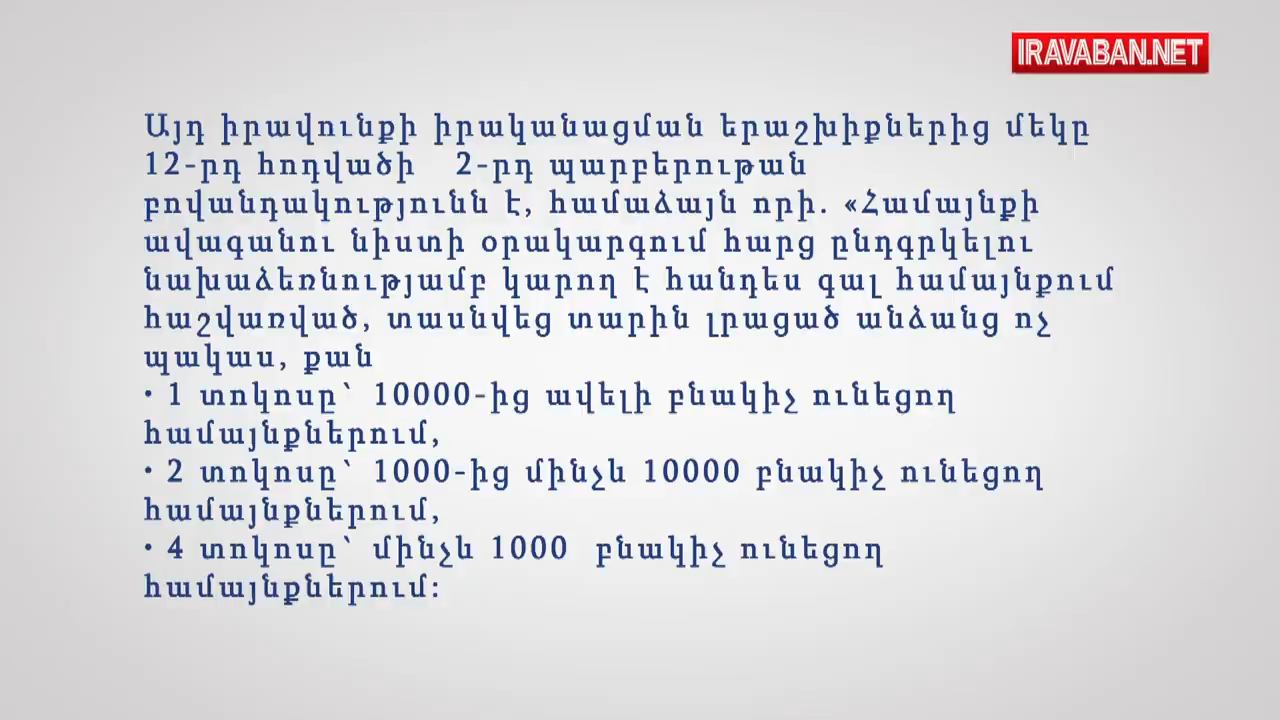 IRAVABAN.NET
Այդ իրավունքի իրականացման երաշխիքներից մեկը
12-րդ հոդվածի 2-րդ պարբերութան
բովանդակությունն է, համաձայն որի. «Համայնքի
ավագանու նիստի օրակարգում հարց ընդգրկելու
նախաձեռնությամբ կարող է հանդես գալ համայնքում
հաշվառված, տասնվեց տարին լրացած անձանց ոչ
պակաս, քան
• 1 տոկոսը՝ 10000-ից ավելի բնակիչ ունեցող
համայնքներում,
• 2 տոկոսը՝ 1000-ից մինչև 10000 բնակիչ ունեցող
համայնքներում,
• 4 տոկոսը՝ մինչև 1000 բնակիչ ունեցող
համայնքներում: